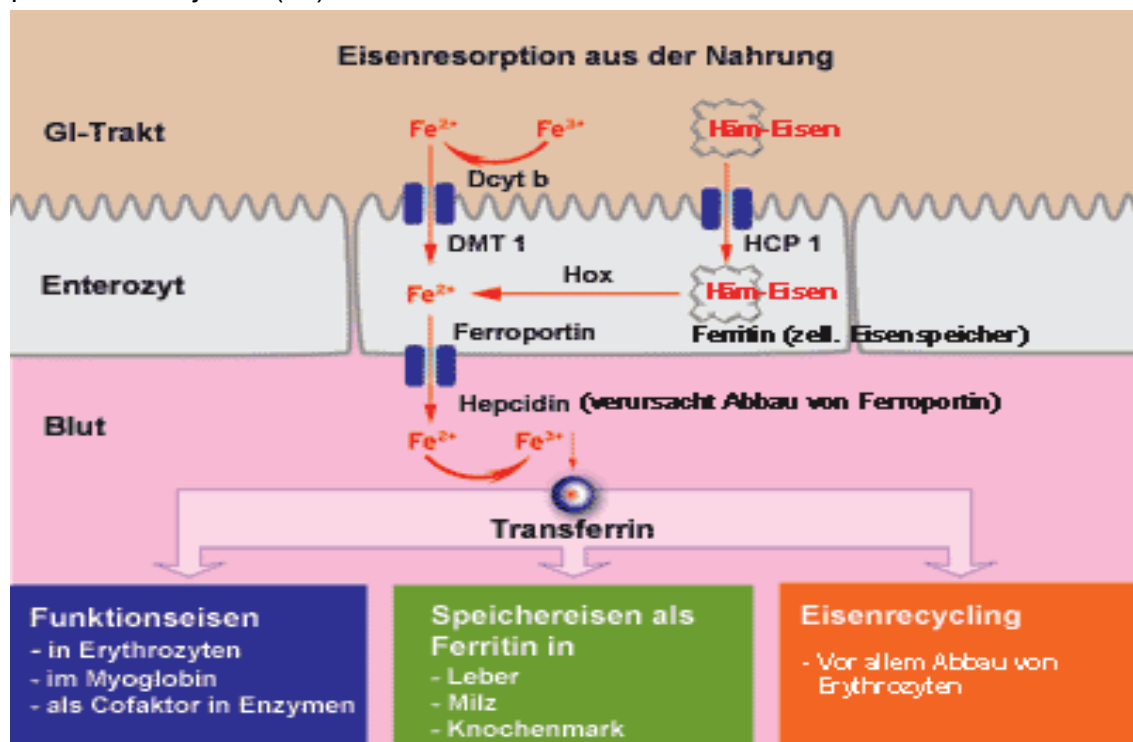 Eisenresorption aus der Nahrung
GI-Trakt
Fe²⁺
Fe³⁺
Häm-Eisen
Dcyt b
DMT 1
HCP 1
Enterozyt
Fe²⁺
Hox
Häm-Eisen
Ferroportin
Ferritin (zell. Eisenspeicher)
Hepcidin (verursacht Abbau von Ferroportin)
Blut
Fe²⁺
Fe³⁺
Transferrin
Funktionseisen
- in Erythrozyten
- im Myoglobin
- als Cofaktor in Enzymen
Speichereisen als
Ferritin in
- Leber
- Milz
- Knochenmark
Eisenrecycling
- Vor allem Abbau von
Erythrozyten